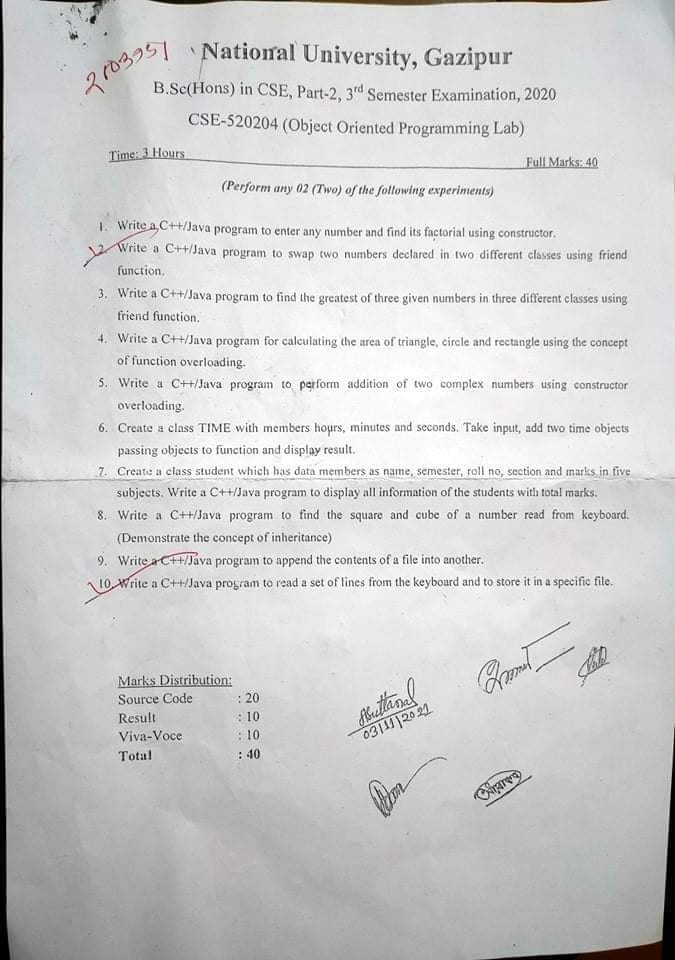 2103951
National University, Gazipur
B.Sc(Hons) in CSE, Part-2, 3rd Semester Examination, 2020
CSE-520204 (Object Oriented Programming Lab)
Time: 3 Hours Full Marks: 40
(Perform any 02 (Two) of the following experiments)
1. Write a C++/Java program to enter any number and find its factorial using constructor.
2. Write a C++/Java program to swap two numbers declared in two different classes using friend
function.
3. Write a C++/Java program to find the greatest of three given numbers in three different classes using
friend function.
4. Write a C++/Java program for calculating the area of triangle, circle and rectangle using the concept
of function overloading.
5. Write a C++/Java program to perform addition of two complex numbers using constructor
overloading.
6. Create a class TIME with members hours, minutes and seconds. Take input, add two time objects
passing objects to function and display result.
7. Create a class student which has data members as name, semester, roll no, section and marks in five
subjects. Write a C++/Java program to display all information of the students with total marks.
8. Write a C++/Java program to find the square and cube of a number read from keyboard.
(Demonstrate the concept of inheritance)
9. Write a C++/Java program to append the contents of a file into another.
10. Write a C++/Java program to read a set of lines from the keyboard and to store it in a specific file.
Marks Distribution:
Source Code : 20
Result : 10
Viva-Voce : 10
Total : 40
03/11/2021